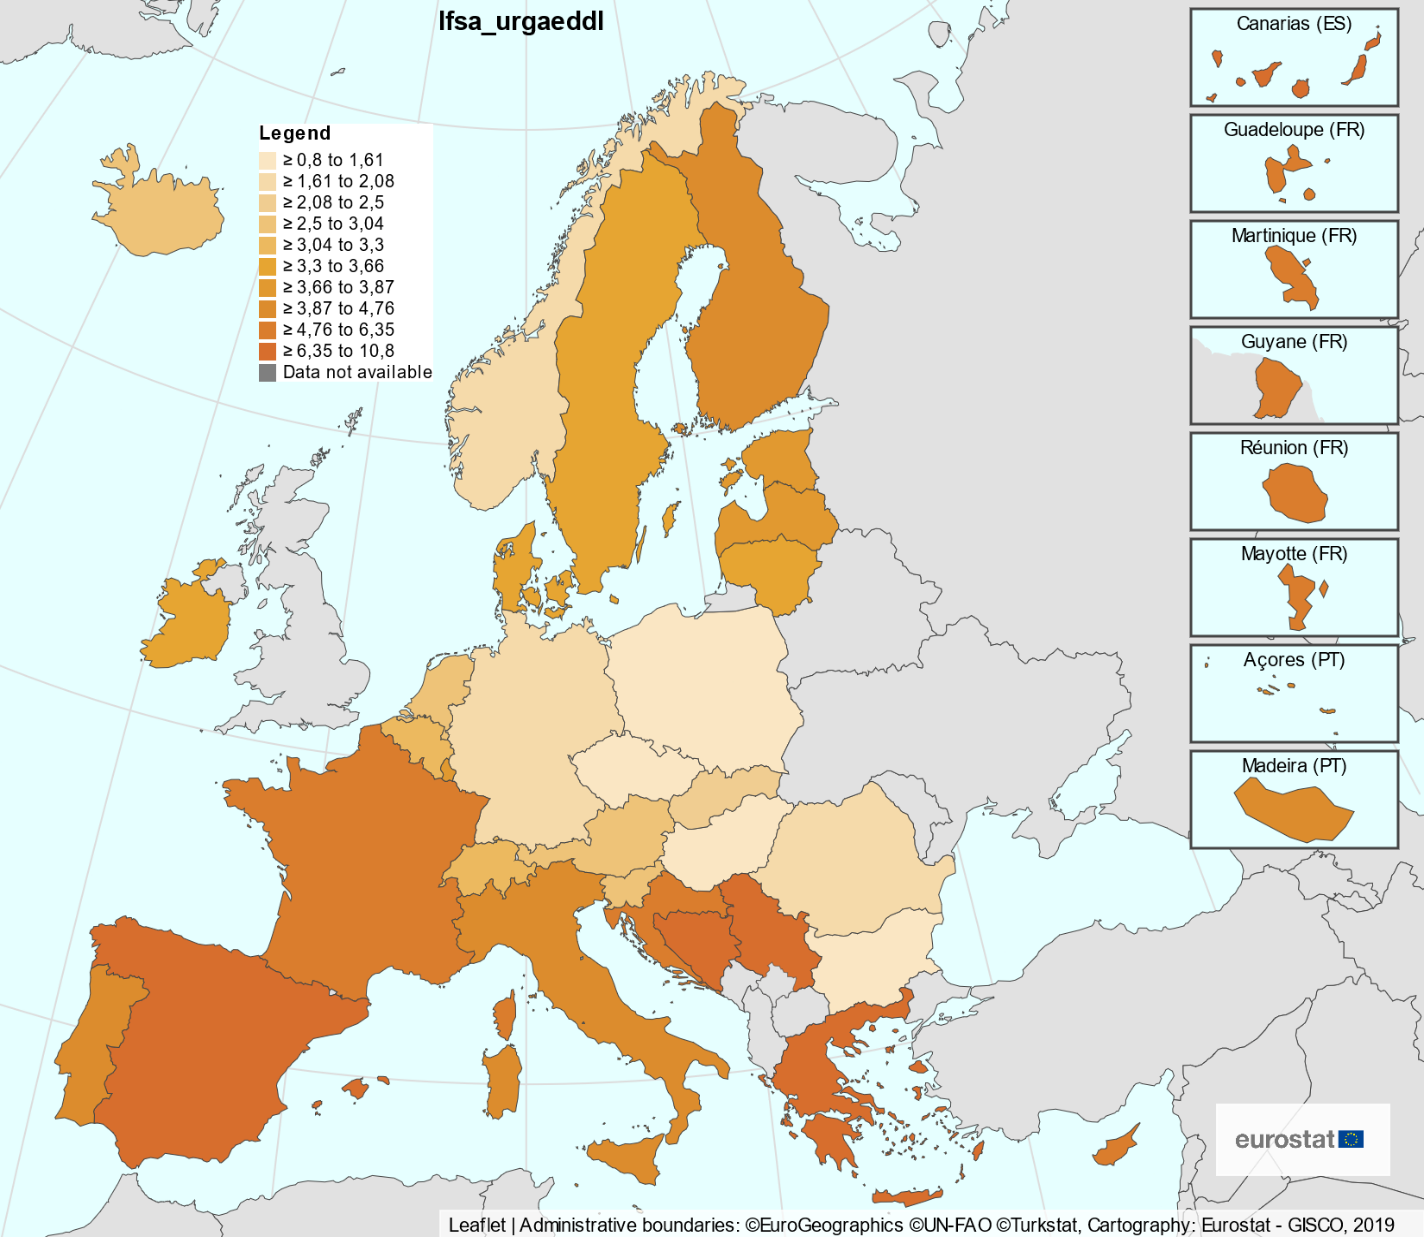 lfsa_urgaeddl
Legend
≥ 0,8 to 1,61
≥ 1,61 to 2,08
≥ 2,08 to 2,5
≥ 2,5 to 3,04
≥ 3,04 to 3,3
≥ 3,3 to 3,66
≥ 3,66 to 3,87
≥ 3,87 to 4,76
≥ 4,76 to 6,35
≥ 6,35 to 10,8
Data not available
Canarias (ES)
Guadeloupe (FR)
Martinique (FR)
Guyane (FR)
Réunion (FR)
Mayotte (FR)
Açores (PT)
Madeira (PT)
eurostat
Leaflet | Administrative boundaries: ©EuroGeographics ©UN-FAO ©Turkstat, Cartography: Eurostat - GISCO, 2019